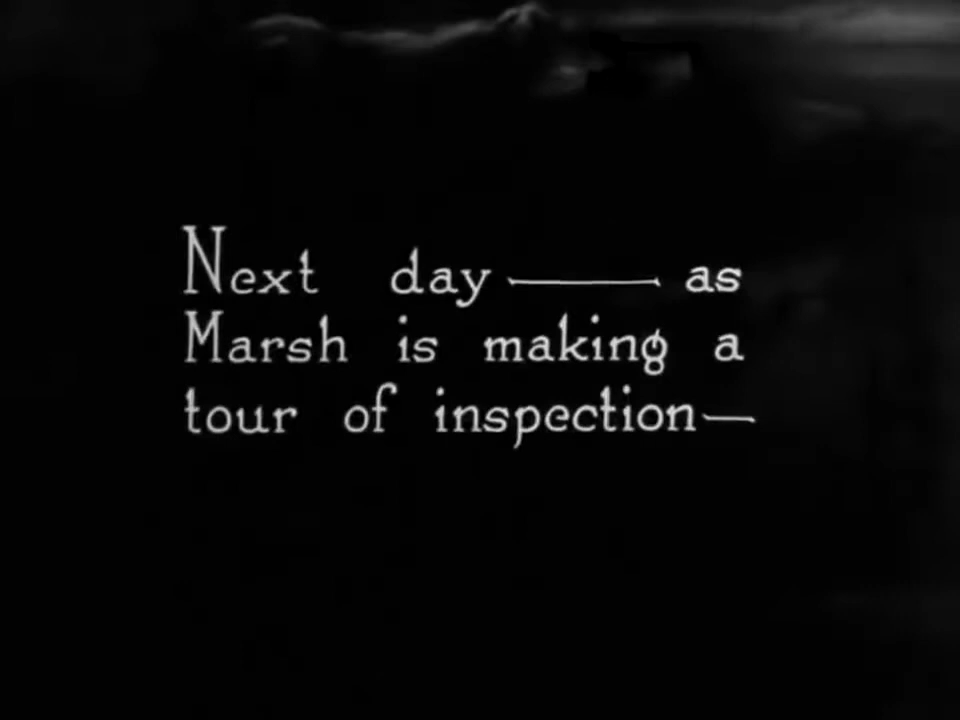 Next day — as
Marsh is making a
tour of inspection—